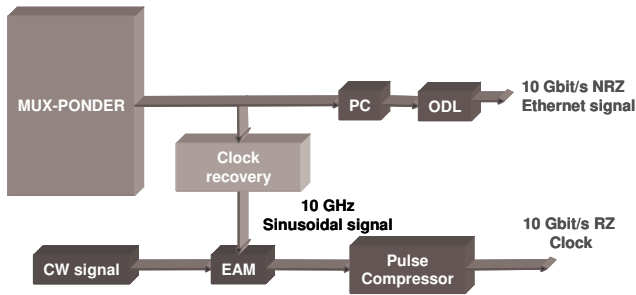 MUX-PONDER
PC
ODL
10 Gbit/s NRZ
Ethernet signal
Clock
recovery
10 GHz
Sinusoidal signal
10 Gbit/s RZ
Clock
CW signal
EAM
Pulse
Compressor